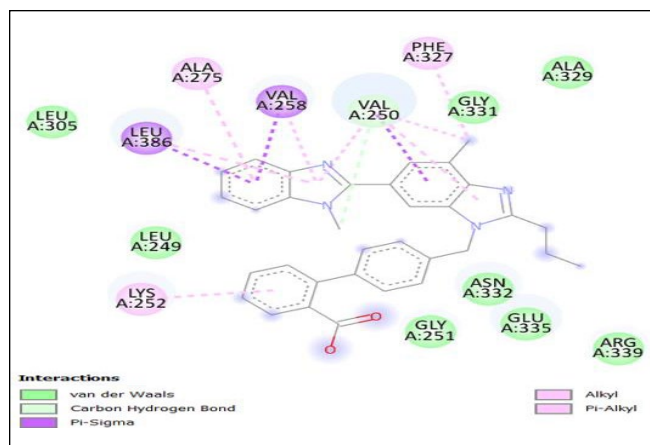 PHE
A:327
ALA
A:275
ALA
A:329
VAL
A:258
VAL
A:250
GLY
A:331
LEU
A:305
LEU
A:386
N
N
N
N
LEU
A:249
LYS
A:252
ASN
A:332
GLU
A:335
GLY
A:251
ARG
A:339
O
O
Interactions
van der Waals
Carbon Hydrogen Bond
Pi-Sigma
Alkyl
Pi-Alkyl